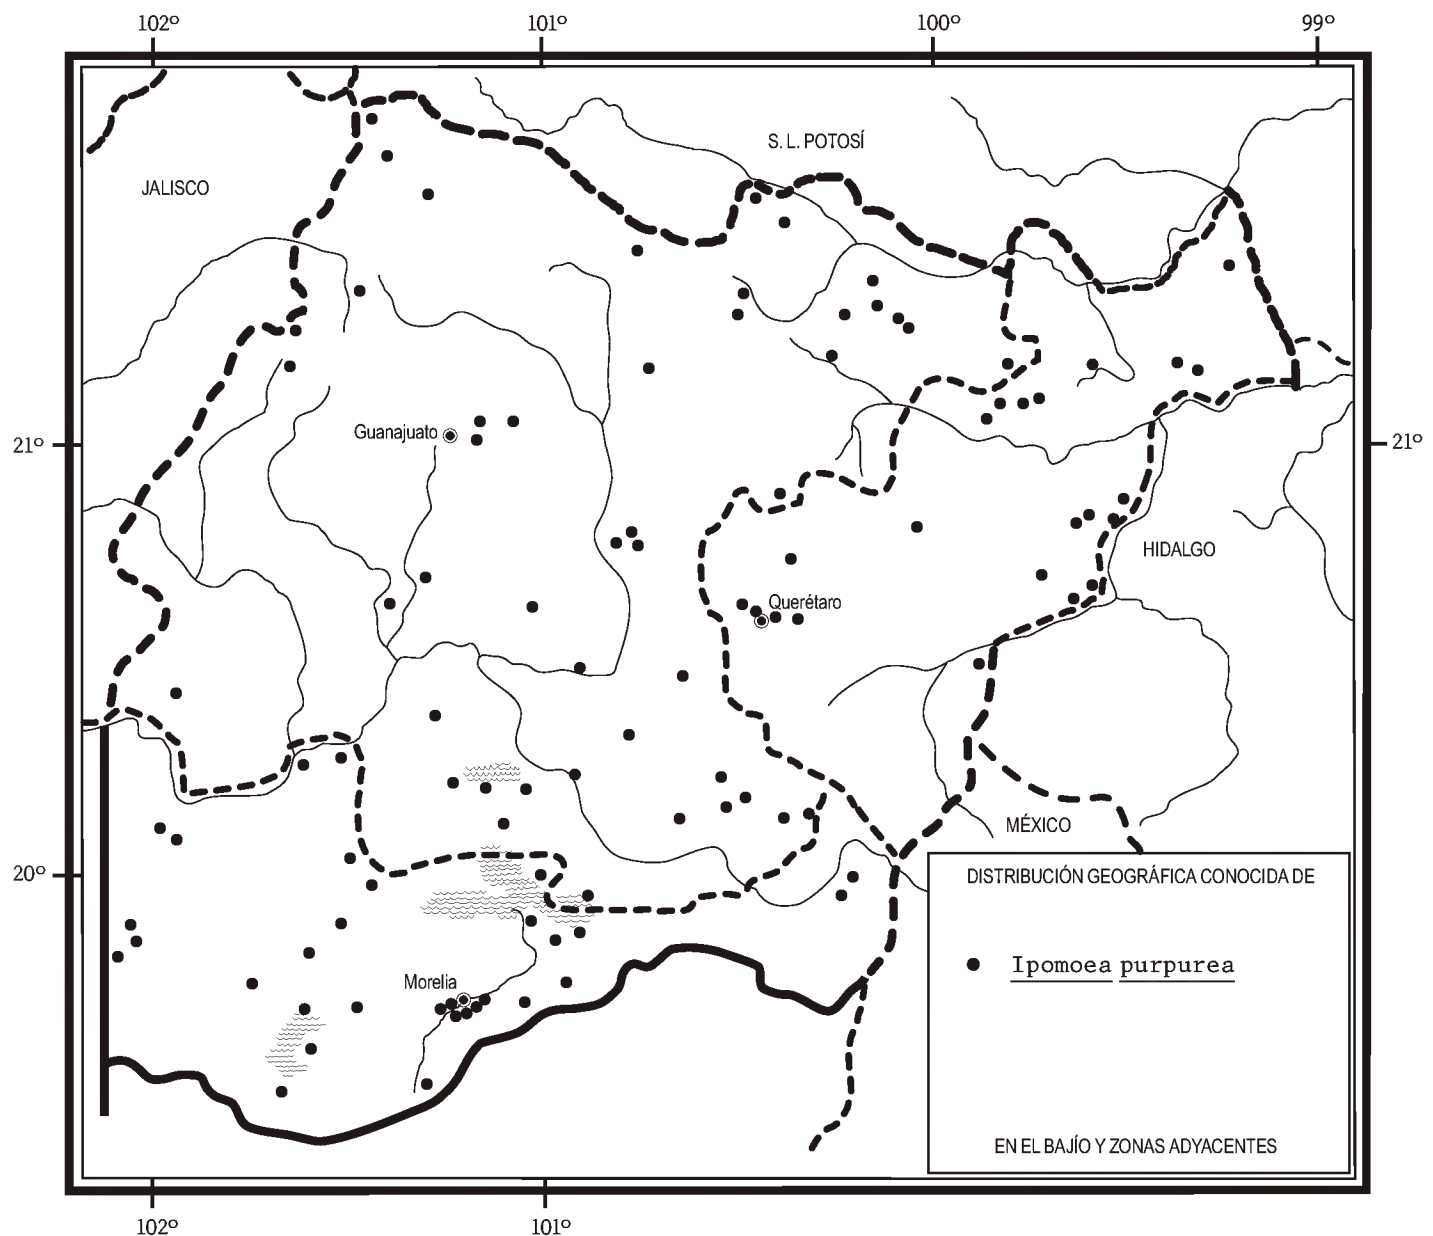 102º 101º 100º 99º
S. L. POTOSÍ
JALISCO
Guanajuato
21º
21º
HIDALGO
Querétaro
MÉXICO
20º
DISTRIBUCIÓN GEOGRÁFICA CONOCIDA DE
Ipomoea purpurea
Morelia
EN EL BAJÍO Y ZONAS ADYACENTES
102º 101º